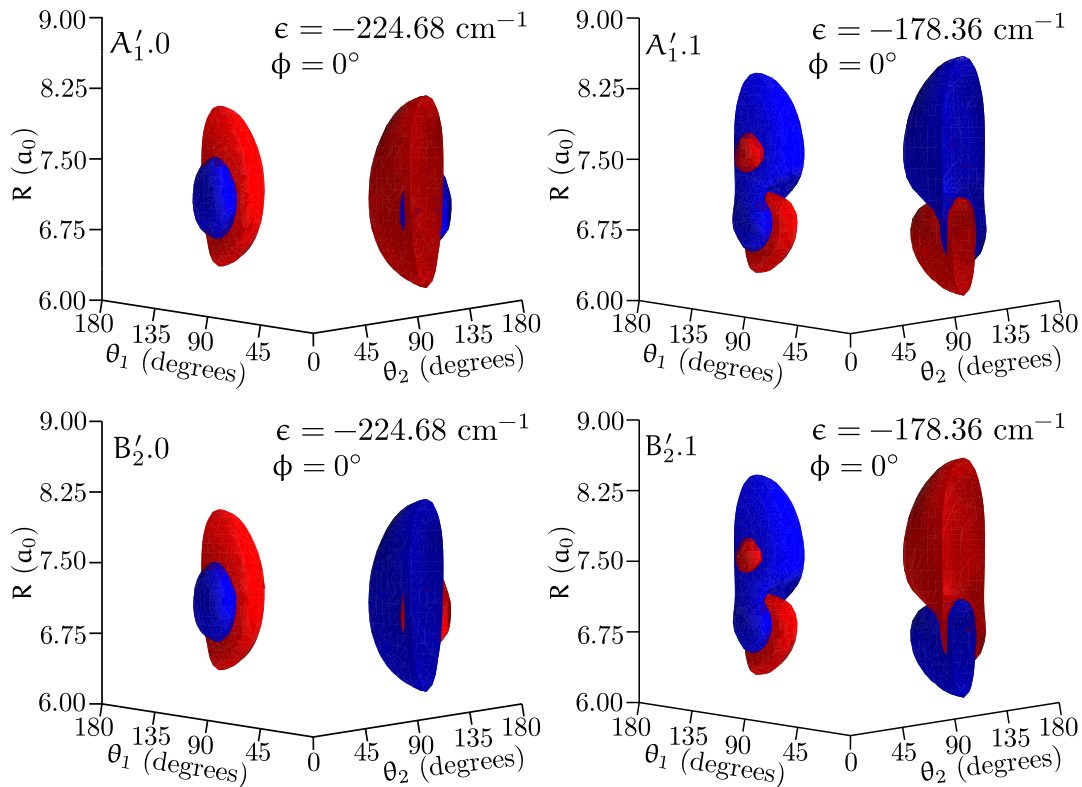 A′₁.0
ϵ = −224.68 cm⁻¹
ϕ = 0°
9.00
8.25
7.50
6.75
6.00
R (a₀)
180 135 90 45 0 45 90 135 180
θ₁ (degrees) θ₂ (degrees)
A′₁.1
ϵ = −178.36 cm⁻¹
ϕ = 0°
9.00
8.25
7.50
6.75
6.00
R (a₀)
180 135 90 45 0 45 90 135 180
θ₁ (degrees) θ₂ (degrees)
B′₂.0
ϵ = −224.68 cm⁻¹
ϕ = 0°
9.00
8.25
7.50
6.75
6.00
R (a₀)
180 135 90 45 0 45 90 135 180
θ₁ (degrees) θ₂ (degrees)
B′₂.1
ϵ = −178.36 cm⁻¹
ϕ = 0°
9.00
8.25
7.50
6.75
6.00
R (a₀)
180 135 90 45 0 45 90 135 180
θ₁ (degrees) θ₂ (degrees)